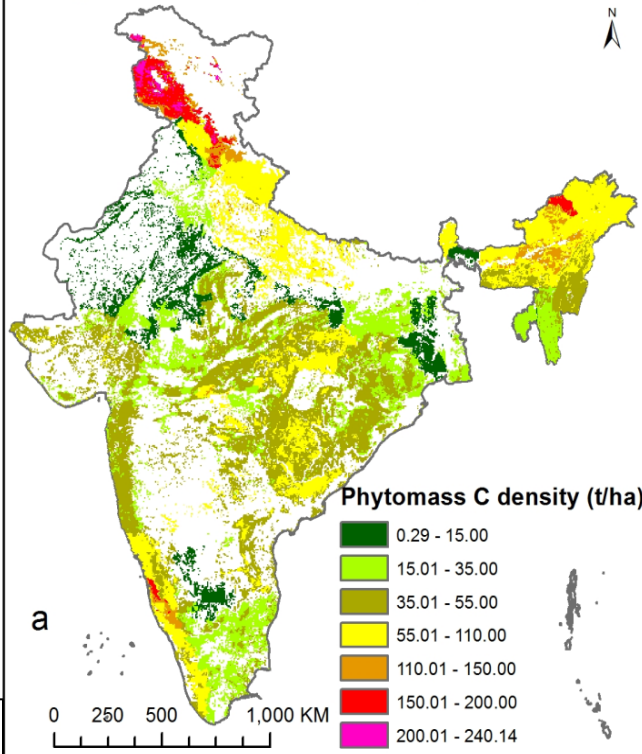 N
Phytomass C density (t/ha)
0.29 - 15.00
15.01 - 35.00
35.01 - 55.00
55.01 - 110.00
110.01 - 150.00
150.01 - 200.00
200.01 - 240.14
a
0 250 500 1,000 KM